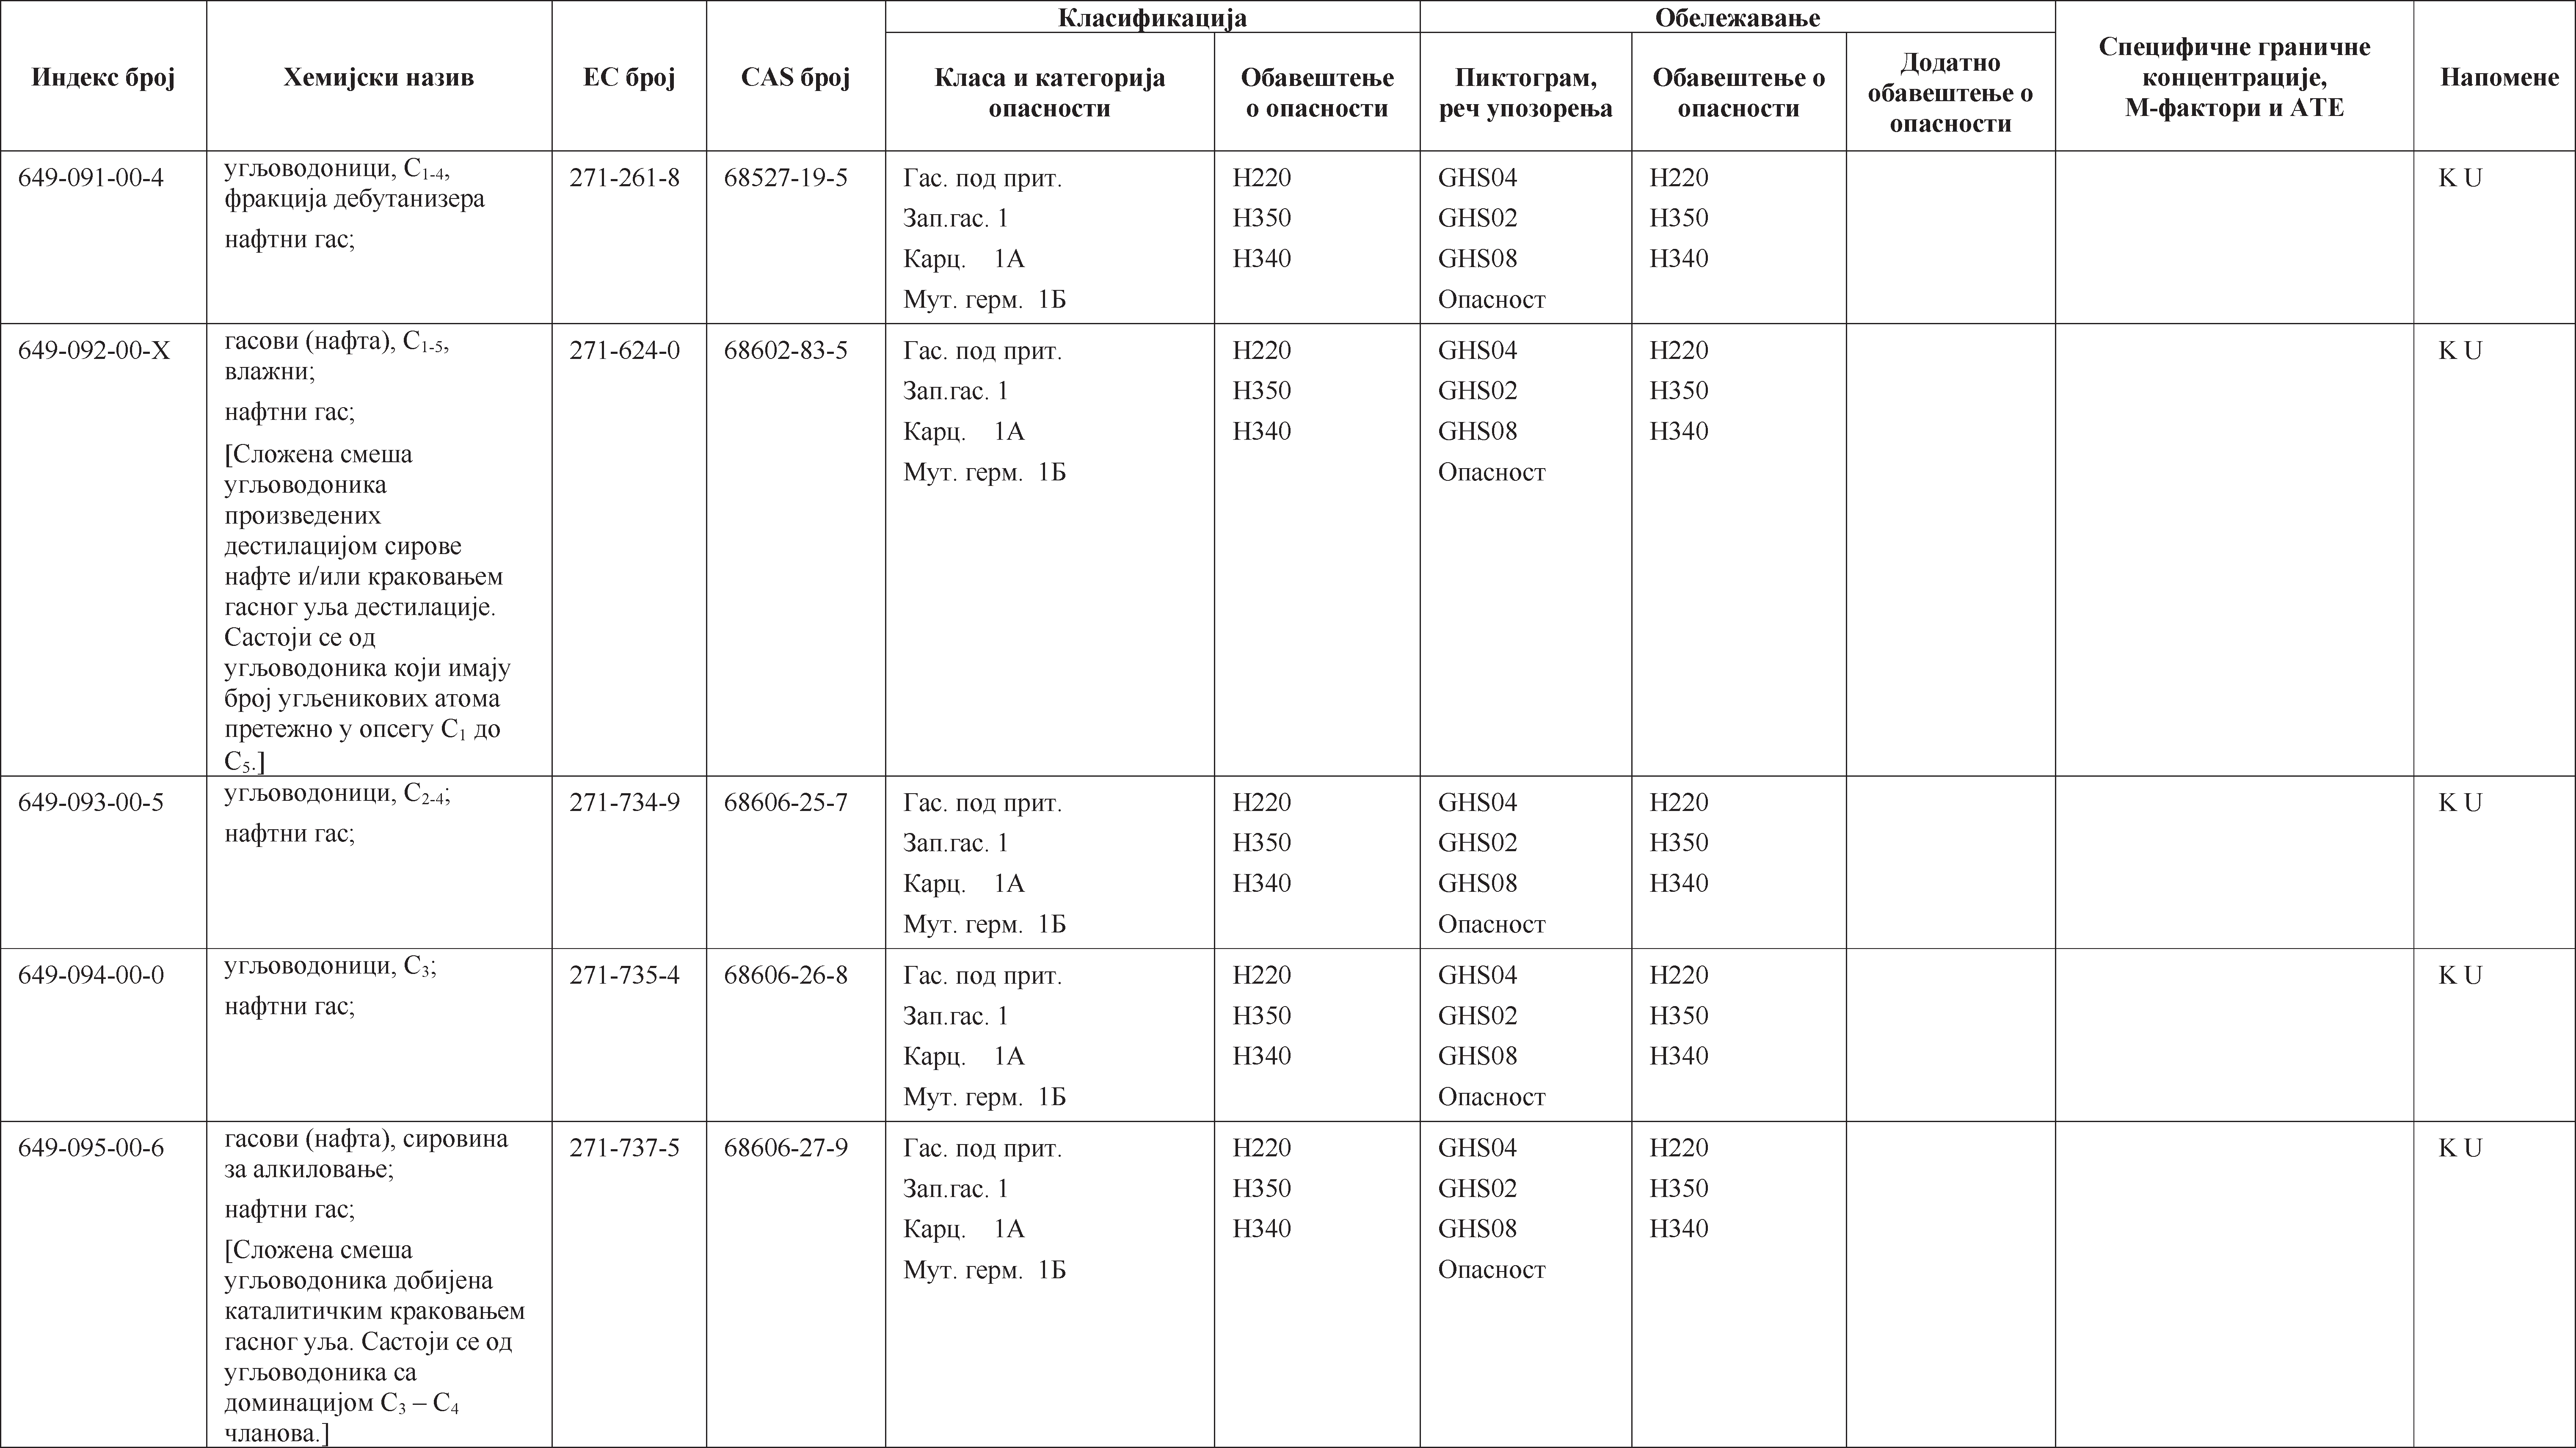 Класификација
Обележавање
Индекс број
Хемијски назив
ЕС број
CAS број
Класа и категорија
опасности
Обавештење
о опасности
Пиктограм,
реч упозорења
Обавештење о
опасности
Додатно
обавештење о
опасности
Специфичне граничне
концентрације,
М-фактори и АТЕ
Напомене
649-091-00-4
угљоводоници, C1-4,
фракција дебутанизера
нафтни гас;
271-261-8
68527-19-5
Гас. под прит.
Зап.гас. 1
Карц. 1А
Мут. герм. 1Б
H220
H350
H340
GHS04
GHS02
GHS08
Опасност
H220
H350
H340
K U
649-092-00-X
гасови (нафта), C1-5,
влажни;
нафтни гас;
[Сложена смеша
угљоводоника
произведених
дестилацијом сирове
нафте и/или краковањем
гасног уља дестилације.
Састоји се од
угљоводоника који имају
број угљеникових атома
претежно у опсегу C1 до
C5.]
271-624-0
68602-83-5
Гас. под прит.
Зап.гас. 1
Карц. 1А
Мут. герм. 1Б
H220
H350
H340
GHS04
GHS02
GHS08
Опасност
H220
H350
H340
K U
649-093-00-5
угљоводоници, C2-4;
нафтни гас;
271-734-9
68606-25-7
Гас. под прит.
Зап.гас. 1
Карц. 1А
Мут. герм. 1Б
H220
H350
H340
GHS04
GHS02
GHS08
Опасност
H220
H350
H340
K U
649-094-00-0
угљоводоници, C3;
нафтни гас;
271-735-4
68606-26-8
Гас. под прит.
Зап.гас. 1
Карц. 1А
Мут. герм. 1Б
H220
H350
H340
GHS04
GHS02
GHS08
Опасност
H220
H350
H340
K U
649-095-00-6
гасови (нафта), сировина
за алкиловање;
нафтни гас;
[Сложена смеша
угљоводоника добијена
каталитичким краковањем
гасног уља. Састоји се од
угљоводоника са
доминацијом C3 – C4
чланова.]
271-737-5
68606-27-9
Гас. под прит.
Зап.гас. 1
Карц. 1А
Мут. герм. 1Б
H220
H350
H340
GHS04
GHS02
GHS08
Опасност
H220
H350
H340
K U